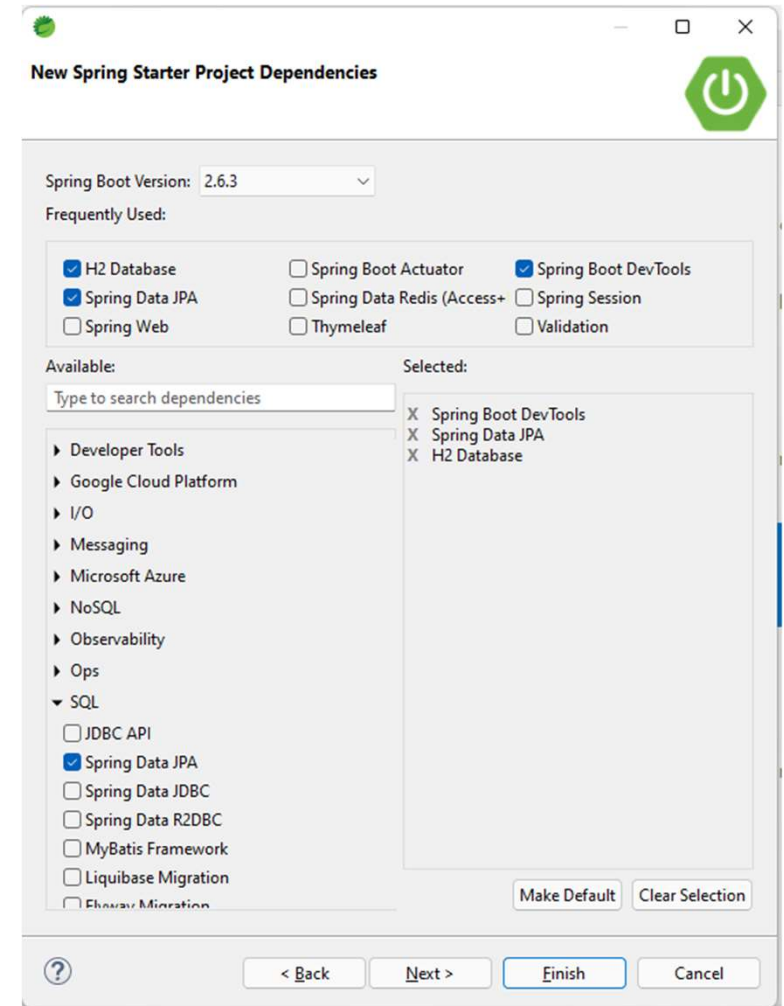 New Spring Starter Project Dependencies
Spring Boot Version: 2.6.3
Frequently Used:
H2 Database Spring Boot Actuator Spring Boot DevTools
Spring Data JPA Spring Data Redis (Access+ Spring Session
Spring Web Thymeleaf Validation
Available:
Type to search dependencies
Developer Tools
Google Cloud Platform
I/O
Messaging
Microsoft Azure
NoSQL
Observability
Ops
SQL
JDBC API
Spring Data JPA
Spring Data JDBC
Spring Data R2DBC
MyBatis Framework
Liquibase Migration
Flyway Migration
Selected:
X Spring Boot DevTools
X Spring Data JPA
X H2 Database
Make Default Clear Selection
? < Back Next > Finish Cancel